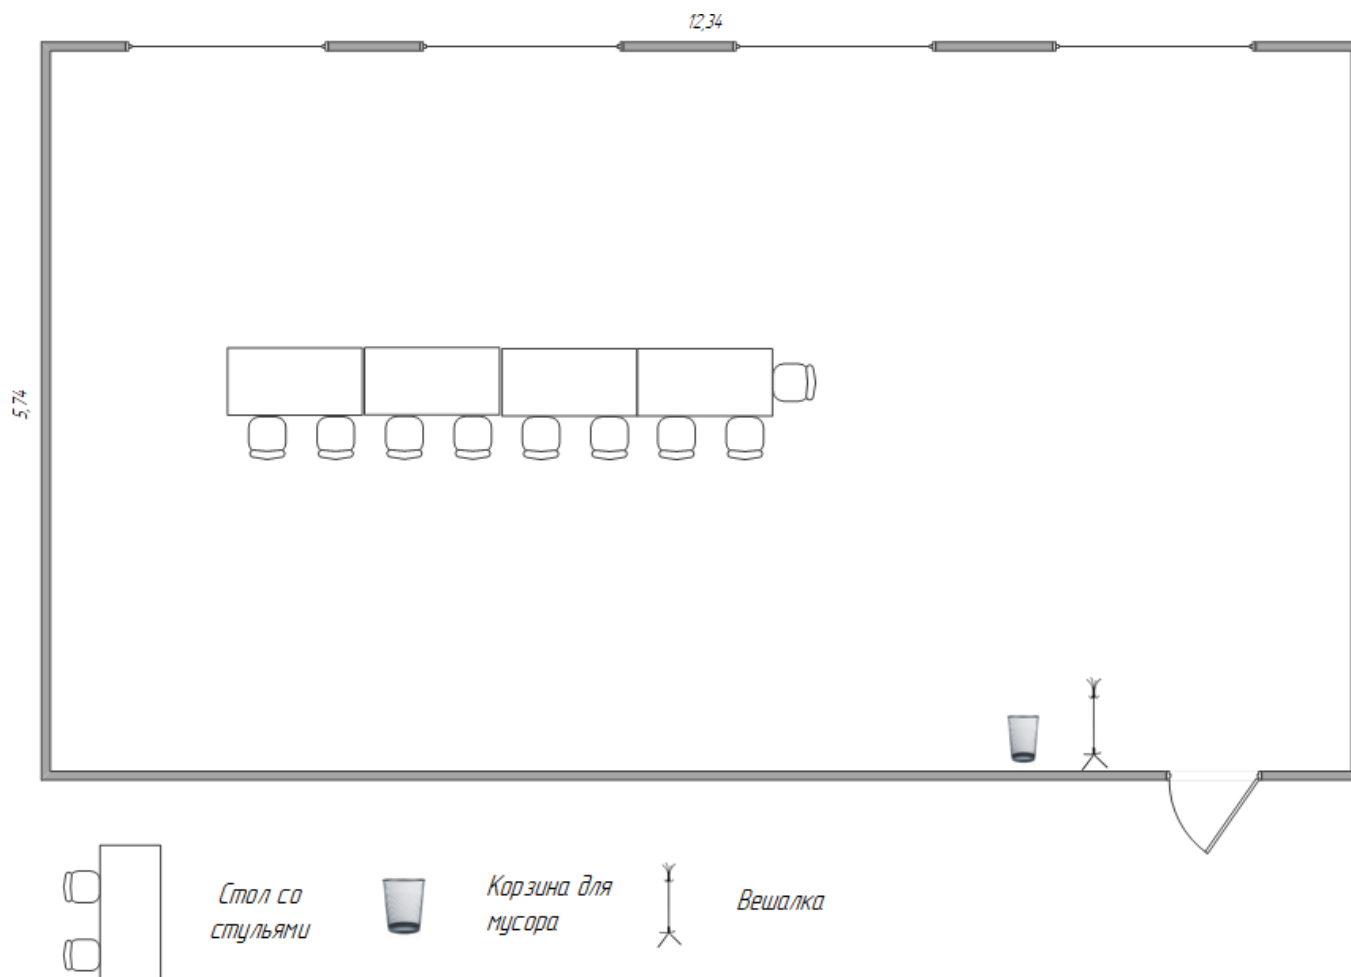 12,34
5,74
Стол со
стульями
Корзина для
мусора
Вешалка